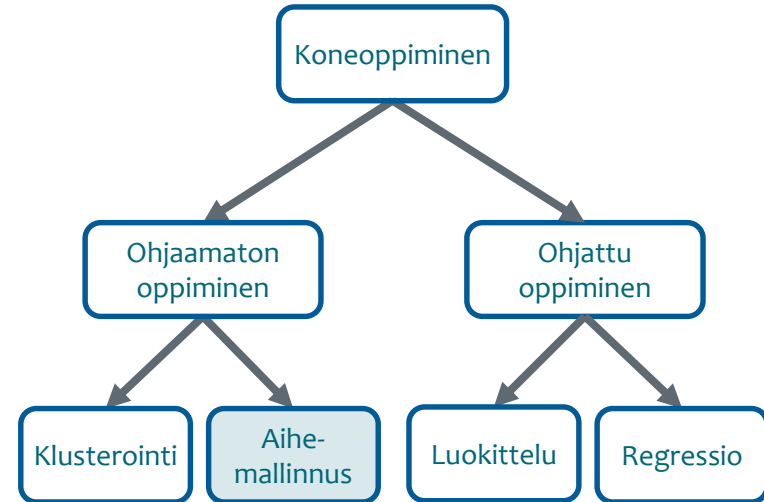 Koneoppiminen
Ohjaamaton
oppiminen
Ohjattu
oppiminen
Klusterointi
Aihe-
mallinnus
Luokittelu
Regressio